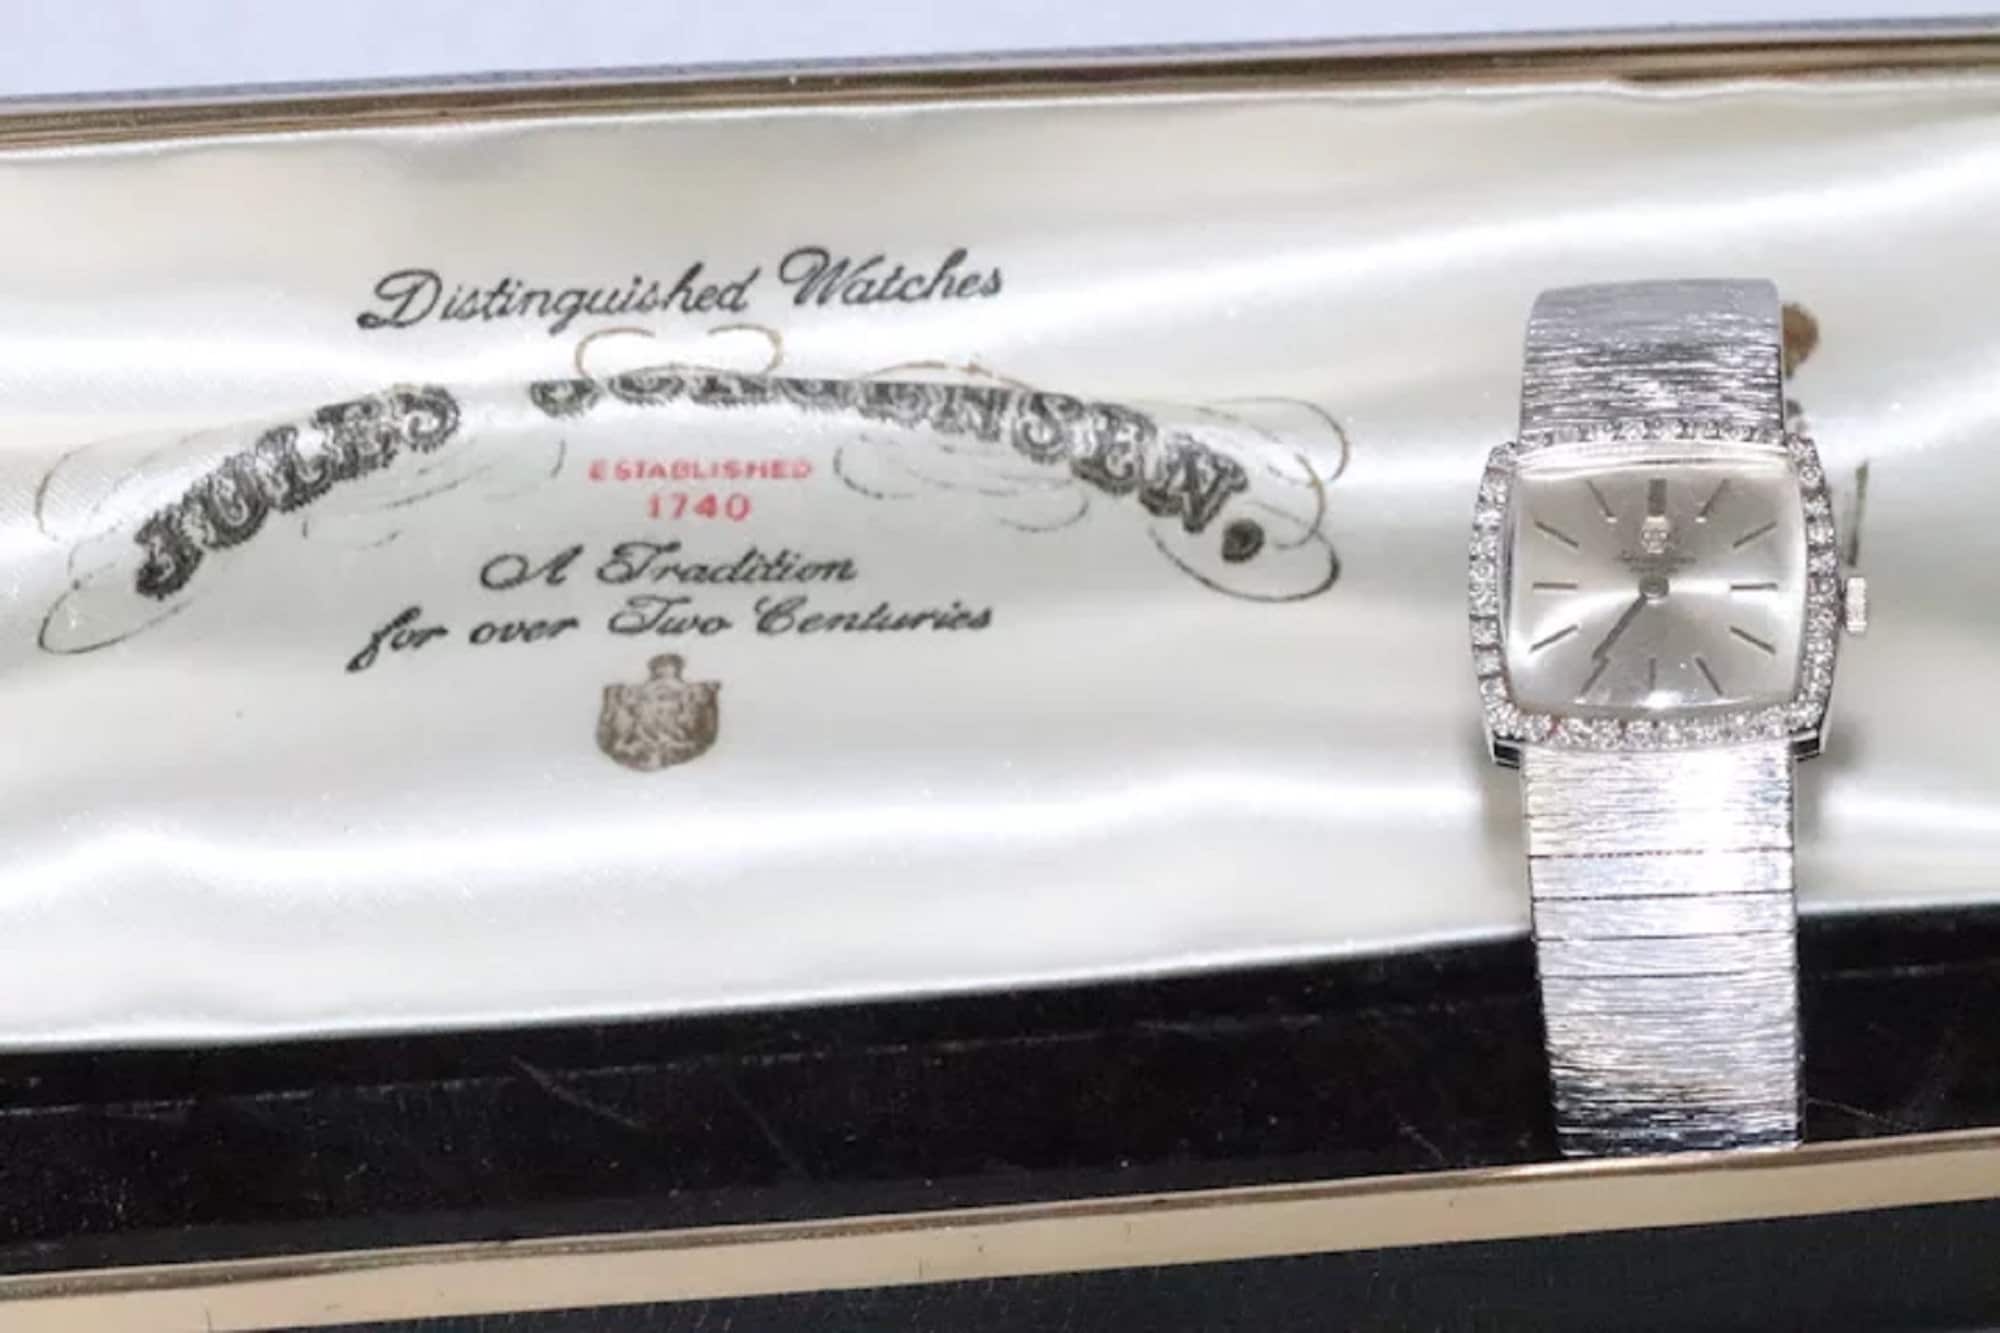 Distinguished Watches
JULES JURGENSEN.
ESTABLISHED
1740
A Tradition
for over Two Centuries